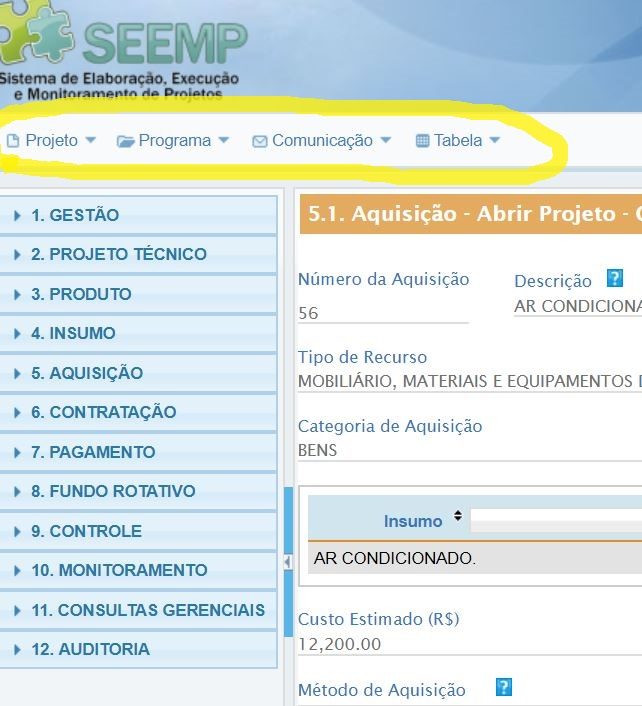 SEEMP
Sistema de Elaboração, Execução
e Monitoramento de Projetos
Projeto Programa Comunicação Tabela
1. GESTÃO
2. PROJETO TÉCNICO
3. PRODUTO
4. INSUMO
5. AQUISIÇÃO
6. CONTRATAÇÃO
7. PAGAMENTO
8. FUNDO ROTATIVO
9. CONTROLE
10. MONITORAMENTO
11. CONSULTAS GERENCIAIS
12. AUDITORIA
5.1. Aquisição - Abrir Projeto -
Número da Aquisição Descrição ?
56 AR CONDICIONA
Tipo de Recurso
MOBILIÁRIO, MATERIAIS E EQUIPAMENTOS
Categoria de Aquisição
BENS
Insumo
AR CONDICIONADO.
Custo Estimado (R$)
12,200.00
Método de Aquisição ?